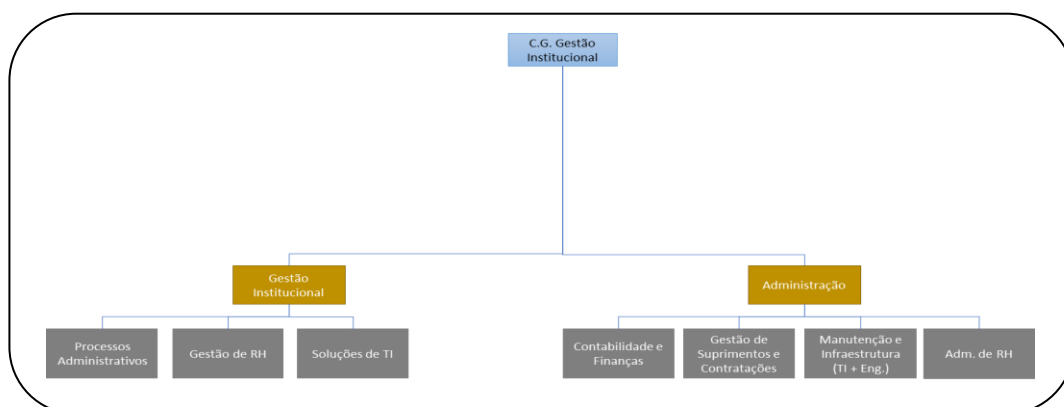 C.G. Gestão
Institucional
Gestão
Institucional
Administração
Processos
Administrativos
Gestão de RH
Soluções de TI
Contabilidade e
Finanças
Gestão de
Suprimentos e
Contratações
Manutenção e
Infraestrutura
(TI + Eng.)
Adm. de RH